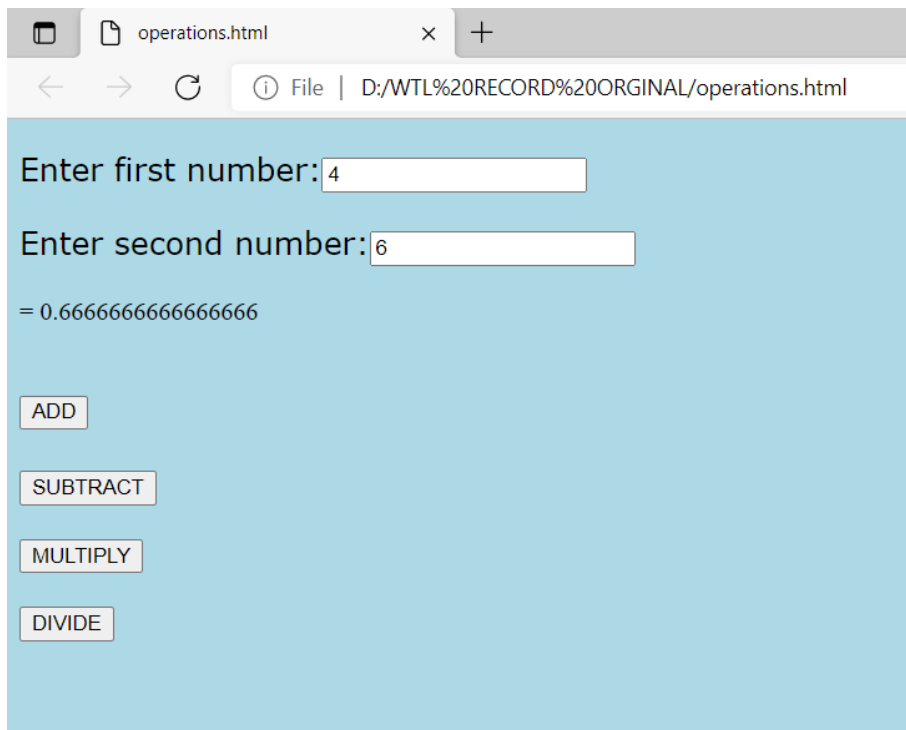 operations.html
File | D:/WTL%20RECORD%20ORGINAL/operations.html
Enter first number: 4
Enter second number: 6
= 0.6666666666666666
ADD
SUBTRACT
MULTIPLY
DIVIDE